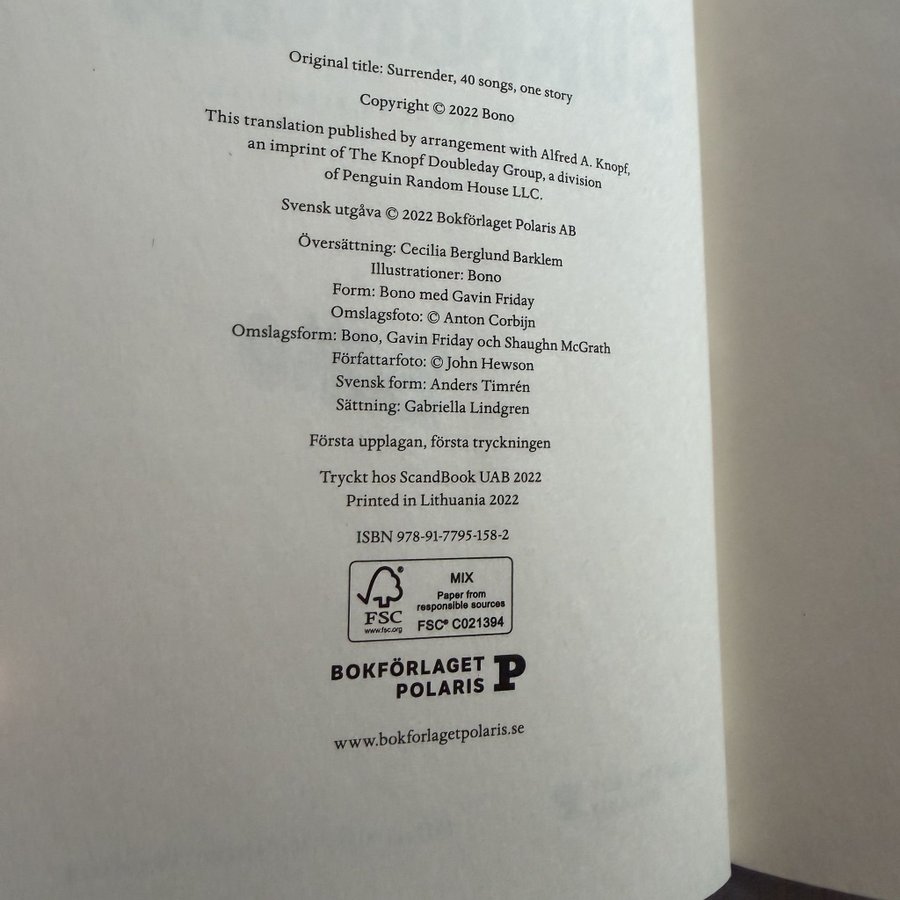 Original title: Surrender, 40 songs, one story
Copyright © 2022 Bono
This translation published by arrangement with Alfred A. Knopf,
an imprint of The Knopf Doubleday Group, a division
of Penguin Random House LLC.
Svensk utgåva © 2022 Bokförlaget Polaris AB
Översättning: Cecilia Berglund Barklem
Illustrationer: Bono
Form: Bono med Gavin Friday
Omslagsfoto: © Anton Corbijn
Omslagsform: Bono, Gavin Friday och Shaughn McGrath
Författarfoto: © John Hewson
Svensk form: Anders Timrén
Sättning: Gabriella Lindgren
Första upplagan, första tryckningen
Tryckt hos ScandBook UAB 2022
Printed in Lithuania 2022
ISBN 978-91-7795-158-2
FSC®
www.fsc.org
MIX
Paper from
responsible sources
FSC® C021394
BOKFÖRLAGET
POLARIS
P
www.bokforlagetpolaris.se